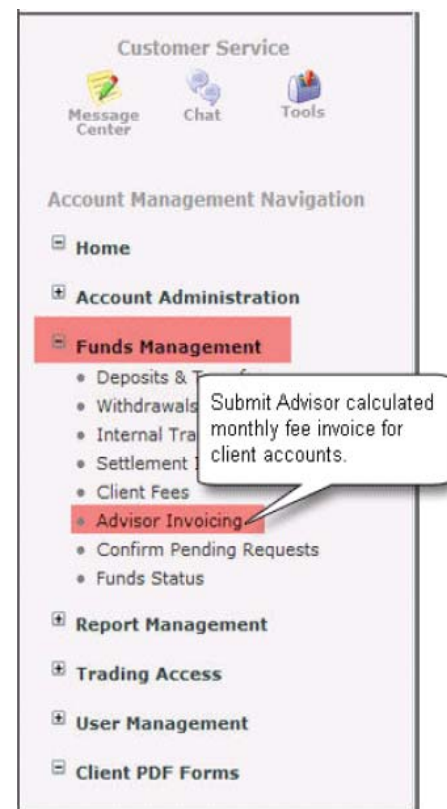 Customer Service
Message Center
Chat
Tools
Account Management Navigation
Home
Account Administration
Funds Management
Deposits &
Withdrawals
Internal
Settlement
Client Fees
Advisor Invoicing
Confirm Pending Requests
Funds Status
Submit Advisor calculated
monthly fee invoice for
client accounts.
Report Management
Trading Access
User Management
Client PDF Forms